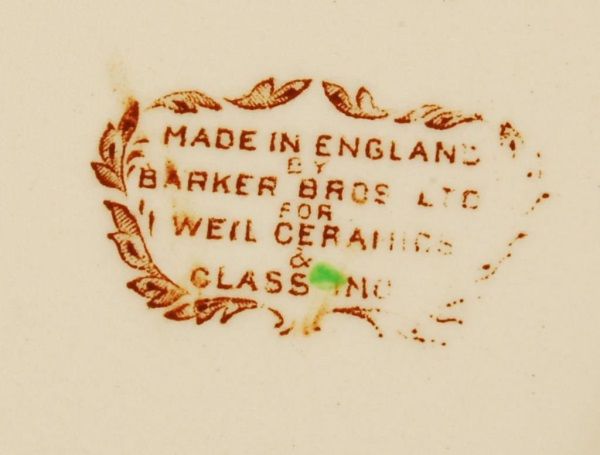 MADE IN ENGLAND
BY
BARKER BROS LTD
FOR
WEIL CERAMICS
&
GLASS INC